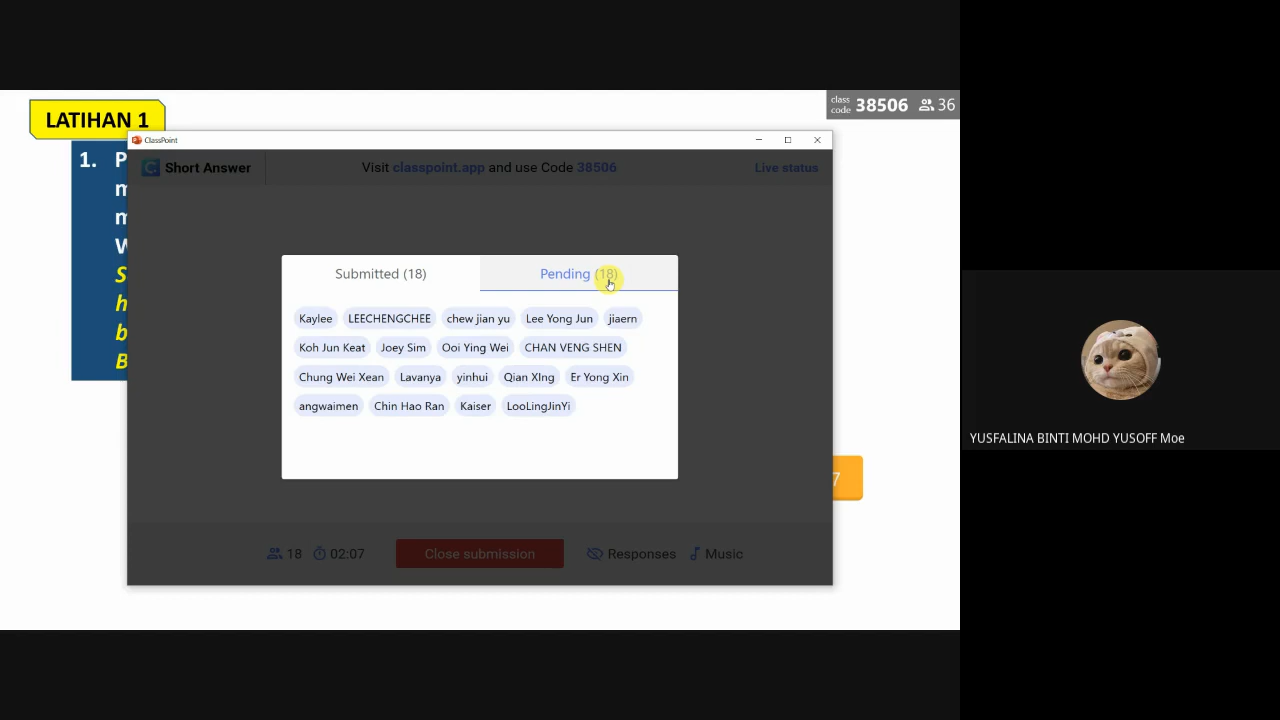 LATIHAN 1
class code 38506 36
ClassPoint
1. P
m
m
W
S
h
b
B
Short Answer
Visit classpoint.app and use Code 38506
Live status
Submitted (18)
Pending (18)
Kaylee LEECHENGCHEE chew jian yu Lee Yong Jun jiaern
Koh Jun Keat Joey Sim Ooi Ying Wei CHAN VENG SHEN
Chung Wei Xean Lavanya yinhui Qian XIng Er Yong Xin
angwaimen Chin Hao Ran Kaiser LooLingJinYi
7
18 02:07 Close submission Responses Music
YUSFALINA BINTI MOHD YUSOFF Moe